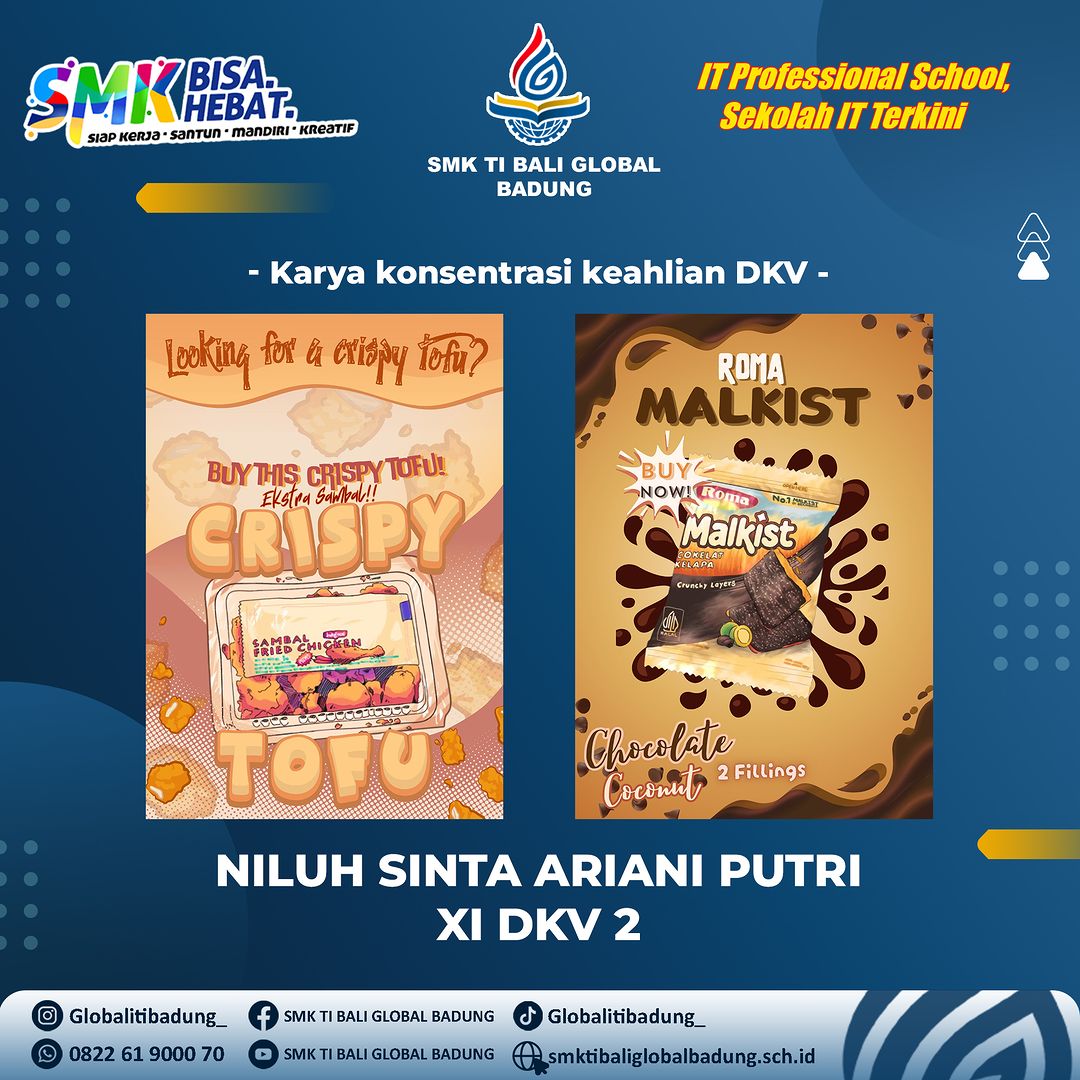 SMK BISA.
HEBAT.
SIAP KERJA • SANTUN • MANDIRI • KREATIF
SMK TI BALI GLOBAL
BADUNG
IT Professional School,
Sekolah IT Terkini
- Karya konsentrasi keahlian DKV -
Looking for a crispy tofu?
BUY THIS CRISPY TOFU!
Ekstra Sambal!!
CRISPY
SAMBAL
FRIED CHICKEN
TOFU
ROMA
MALKIST
BUY
NOW!
Roma
No.1 MALKIST
Malkist
COKELAT
KELAPA
Crunchy Layers
HALAL
Chocolate
Coconut
2 Fillings
NILUH SINTA ARIANI PUTRI
XI DKV 2
Globalitibadung_
SMK TI BALI GLOBAL BADUNG
Globalitibadung_
0822 61 9000 70
SMK TI BALI GLOBAL BADUNG
smktibaliglobalbadung.sch.id